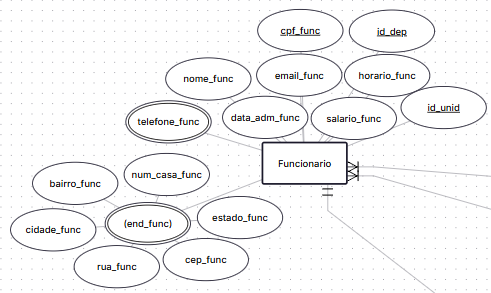 cpf_func
id_dep
nome_func
email_func
horario_func
id_unid
telefone_func
data_adm_func
salario_func
Funcionario
num_casa_func
bairro_func
(end_func)
estado_func
cidade_func
rua_func
cep_func